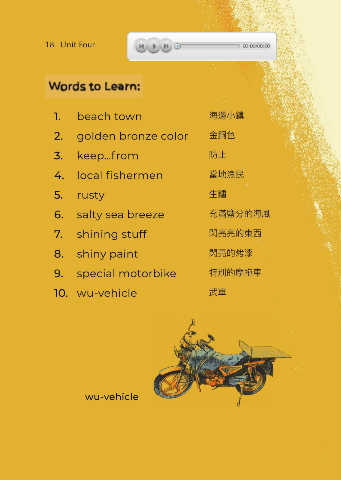 18 Unit Four
00:00/00:00
Words to Learn:
1. beach town 海邊小鎮
2. golden bronze color 金銅色
3. keep...from 防止
4. local fishermen 當地漁民
5. rusty 生鏽
6. salty sea breeze 充滿鹽分的海風
7. shining stuff 閃亮亮的東西
8. shiny paint 閃亮的烤漆
9. special motorbike 特別的摩托車
10. wu-vehicle 武車
wu-vehicle